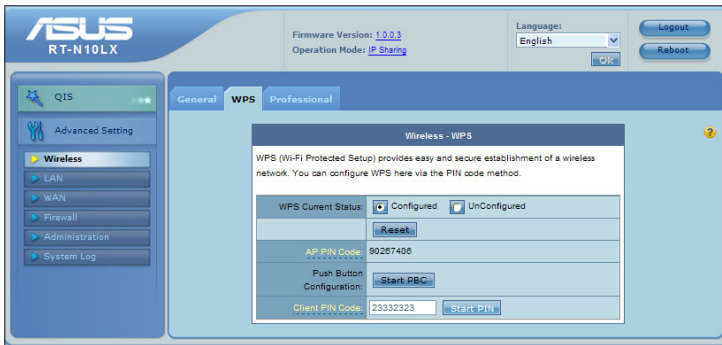 ASUS
RT-N10LX
Firmware Version: 1.0.0.3
Operation Mode: IP Sharing
Language:
English
Ok
Logout
Reboot
QIS
Advanced Setting
Wireless
LAN
WAN
Firewall
Administration
System Log
General WPS Professional
Wireless - WPS
WPS (Wi-Fi Protected Setup) provides easy and secure establishment of a wireless
network. You can configure WPS here via the PIN code method.
WPS Current Status: Configured UnConfigured
Reset
AP PIN Code: 90267406
Push Button
Configuration: Start PBC
Client PIN Code: 23332323 Start PIN